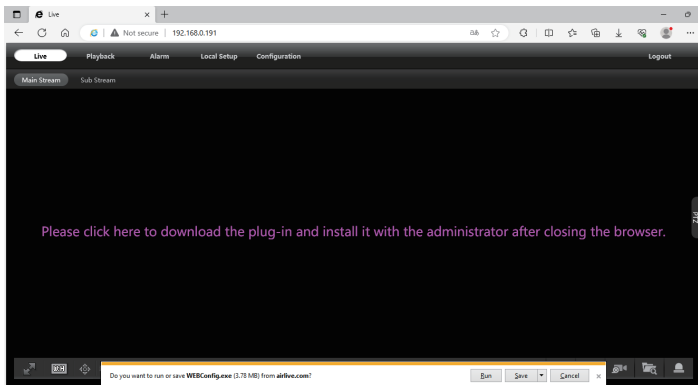 Live
Not secure | 192.168.0.191
Live Playback Alarm Local Setup Configuration Logout
Main Stream Sub Stream
PTZ
Please click here to download the plug-in and install it with the administrator after closing the browser.
Do you want to run or save WEBConfig.exe (3.78 MB) from airlive.com?
Run Save Cancel